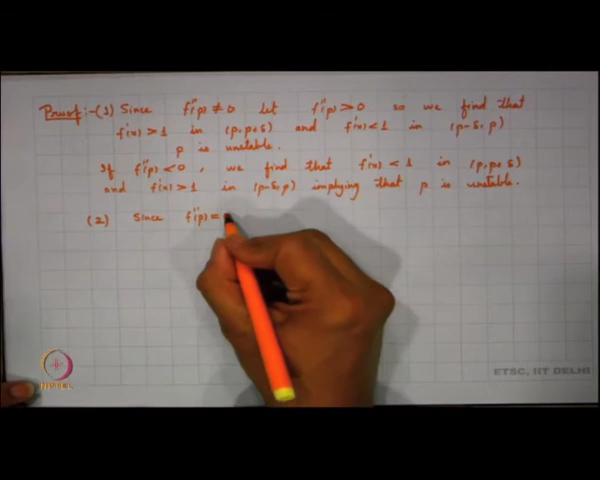 Proof :- (1) Since f''(p) ≠ 0 let f''(p) > 0 so we find that
f'(x) > 1 in (p, p+δ) and f'(x) < 1 in (p-δ, p)
p is unstable.
If f''(p) < 0, we find that f'(x) < 1 in (p, p+δ)
and f'(x) > 1 in (p-δ, p) implying that p is unstable.
(2) Since f''(p) =
NPTEL
ETSC, IIT DELHI